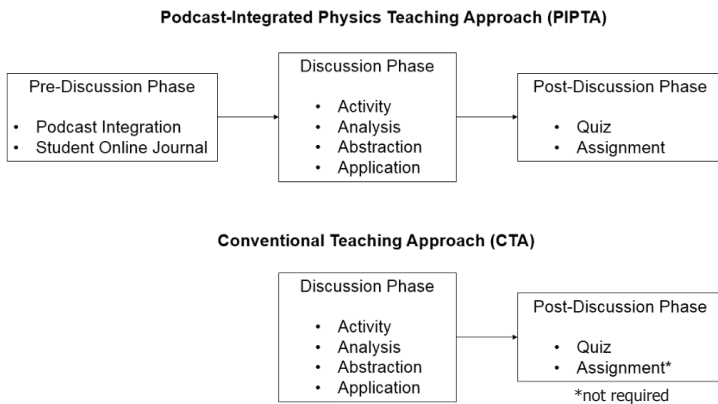 Podcast-Integrated Physics Teaching Approach (PIPTA)
Pre-Discussion Phase
• Podcast Integration
• Student Online Journal
Discussion Phase
• Activity
• Analysis
• Abstraction
• Application
Post-Discussion Phase
• Quiz
• Assignment
Conventional Teaching Approach (CTA)
Discussion Phase
• Activity
• Analysis
• Abstraction
• Application
Post-Discussion Phase
• Quiz
• Assignment*
*not required